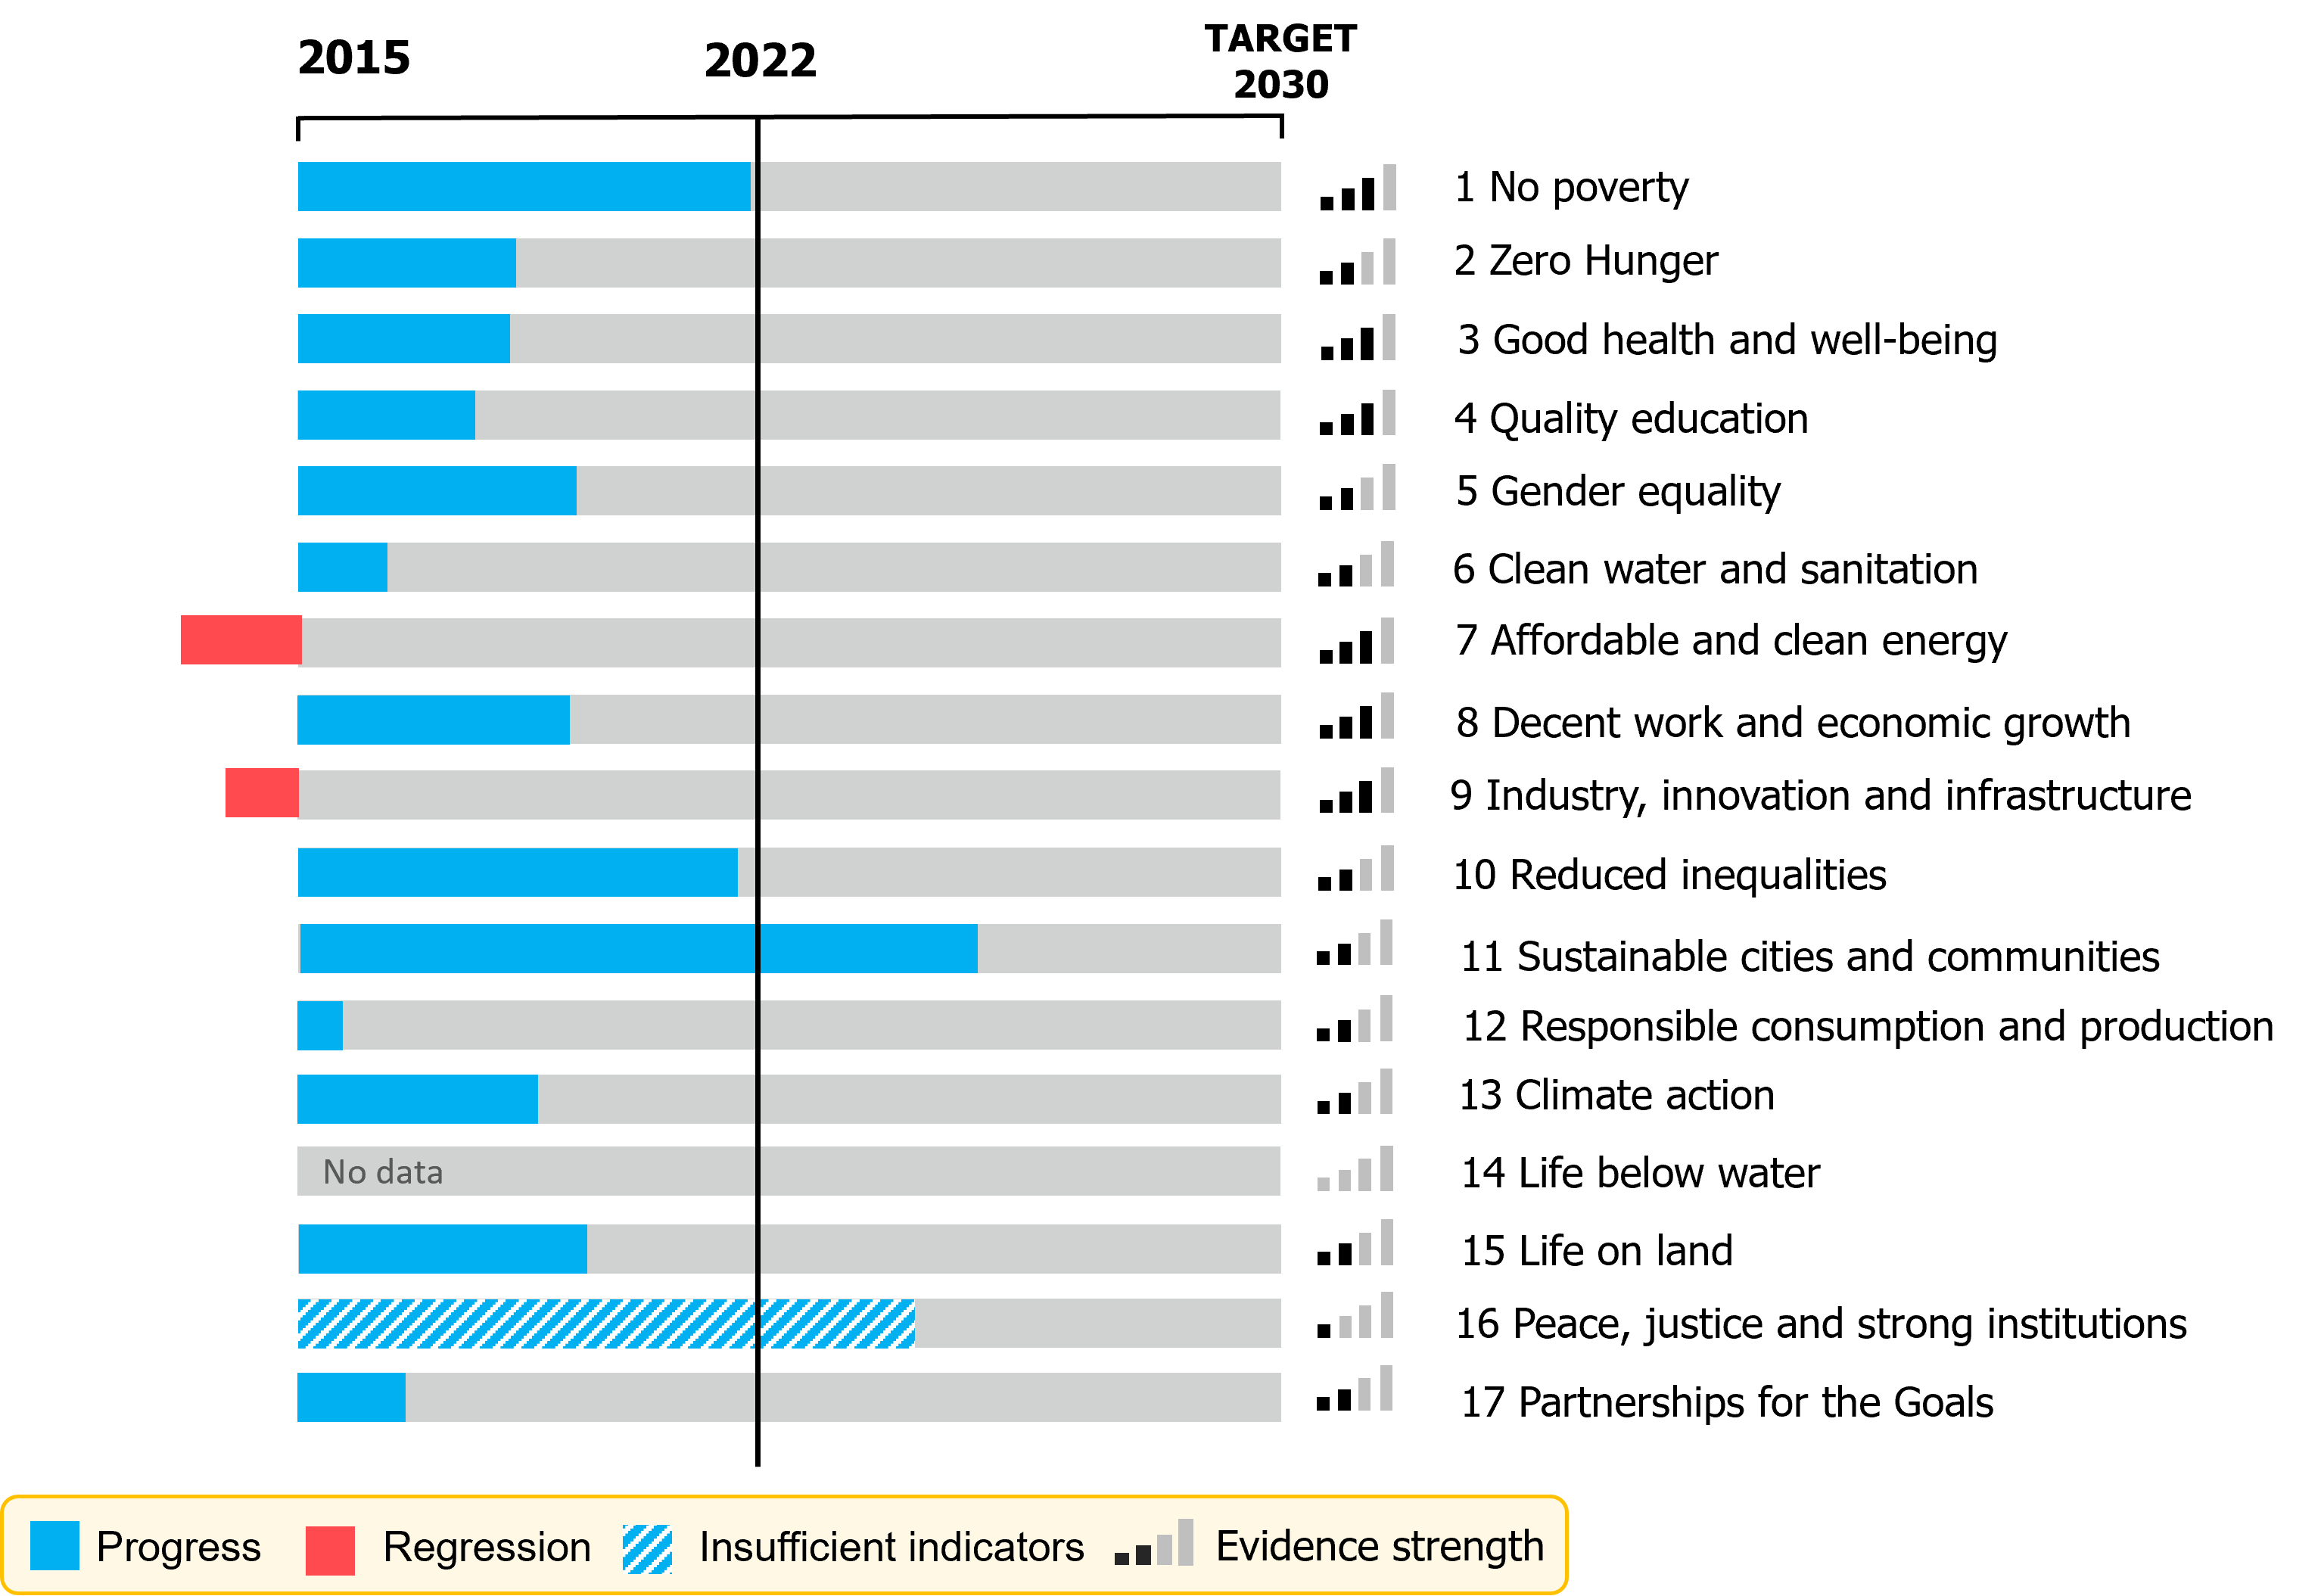 2015
2022
TARGET
2030
1 No poverty
2 Zero Hunger
3 Good health and well-being
4 Quality education
5 Gender equality
6 Clean water and sanitation
7 Affordable and clean energy
8 Decent work and economic growth
9 Industry, innovation and infrastructure
10 Reduced inequalities
11 Sustainable cities and communities
12 Responsible consumption and production
13 Climate action
No data
14 Life below water
15 Life on land
16 Peace, justice and strong institutions
17 Partnerships for the Goals
Progress
Regression
Insufficient indicators
Evidence strength